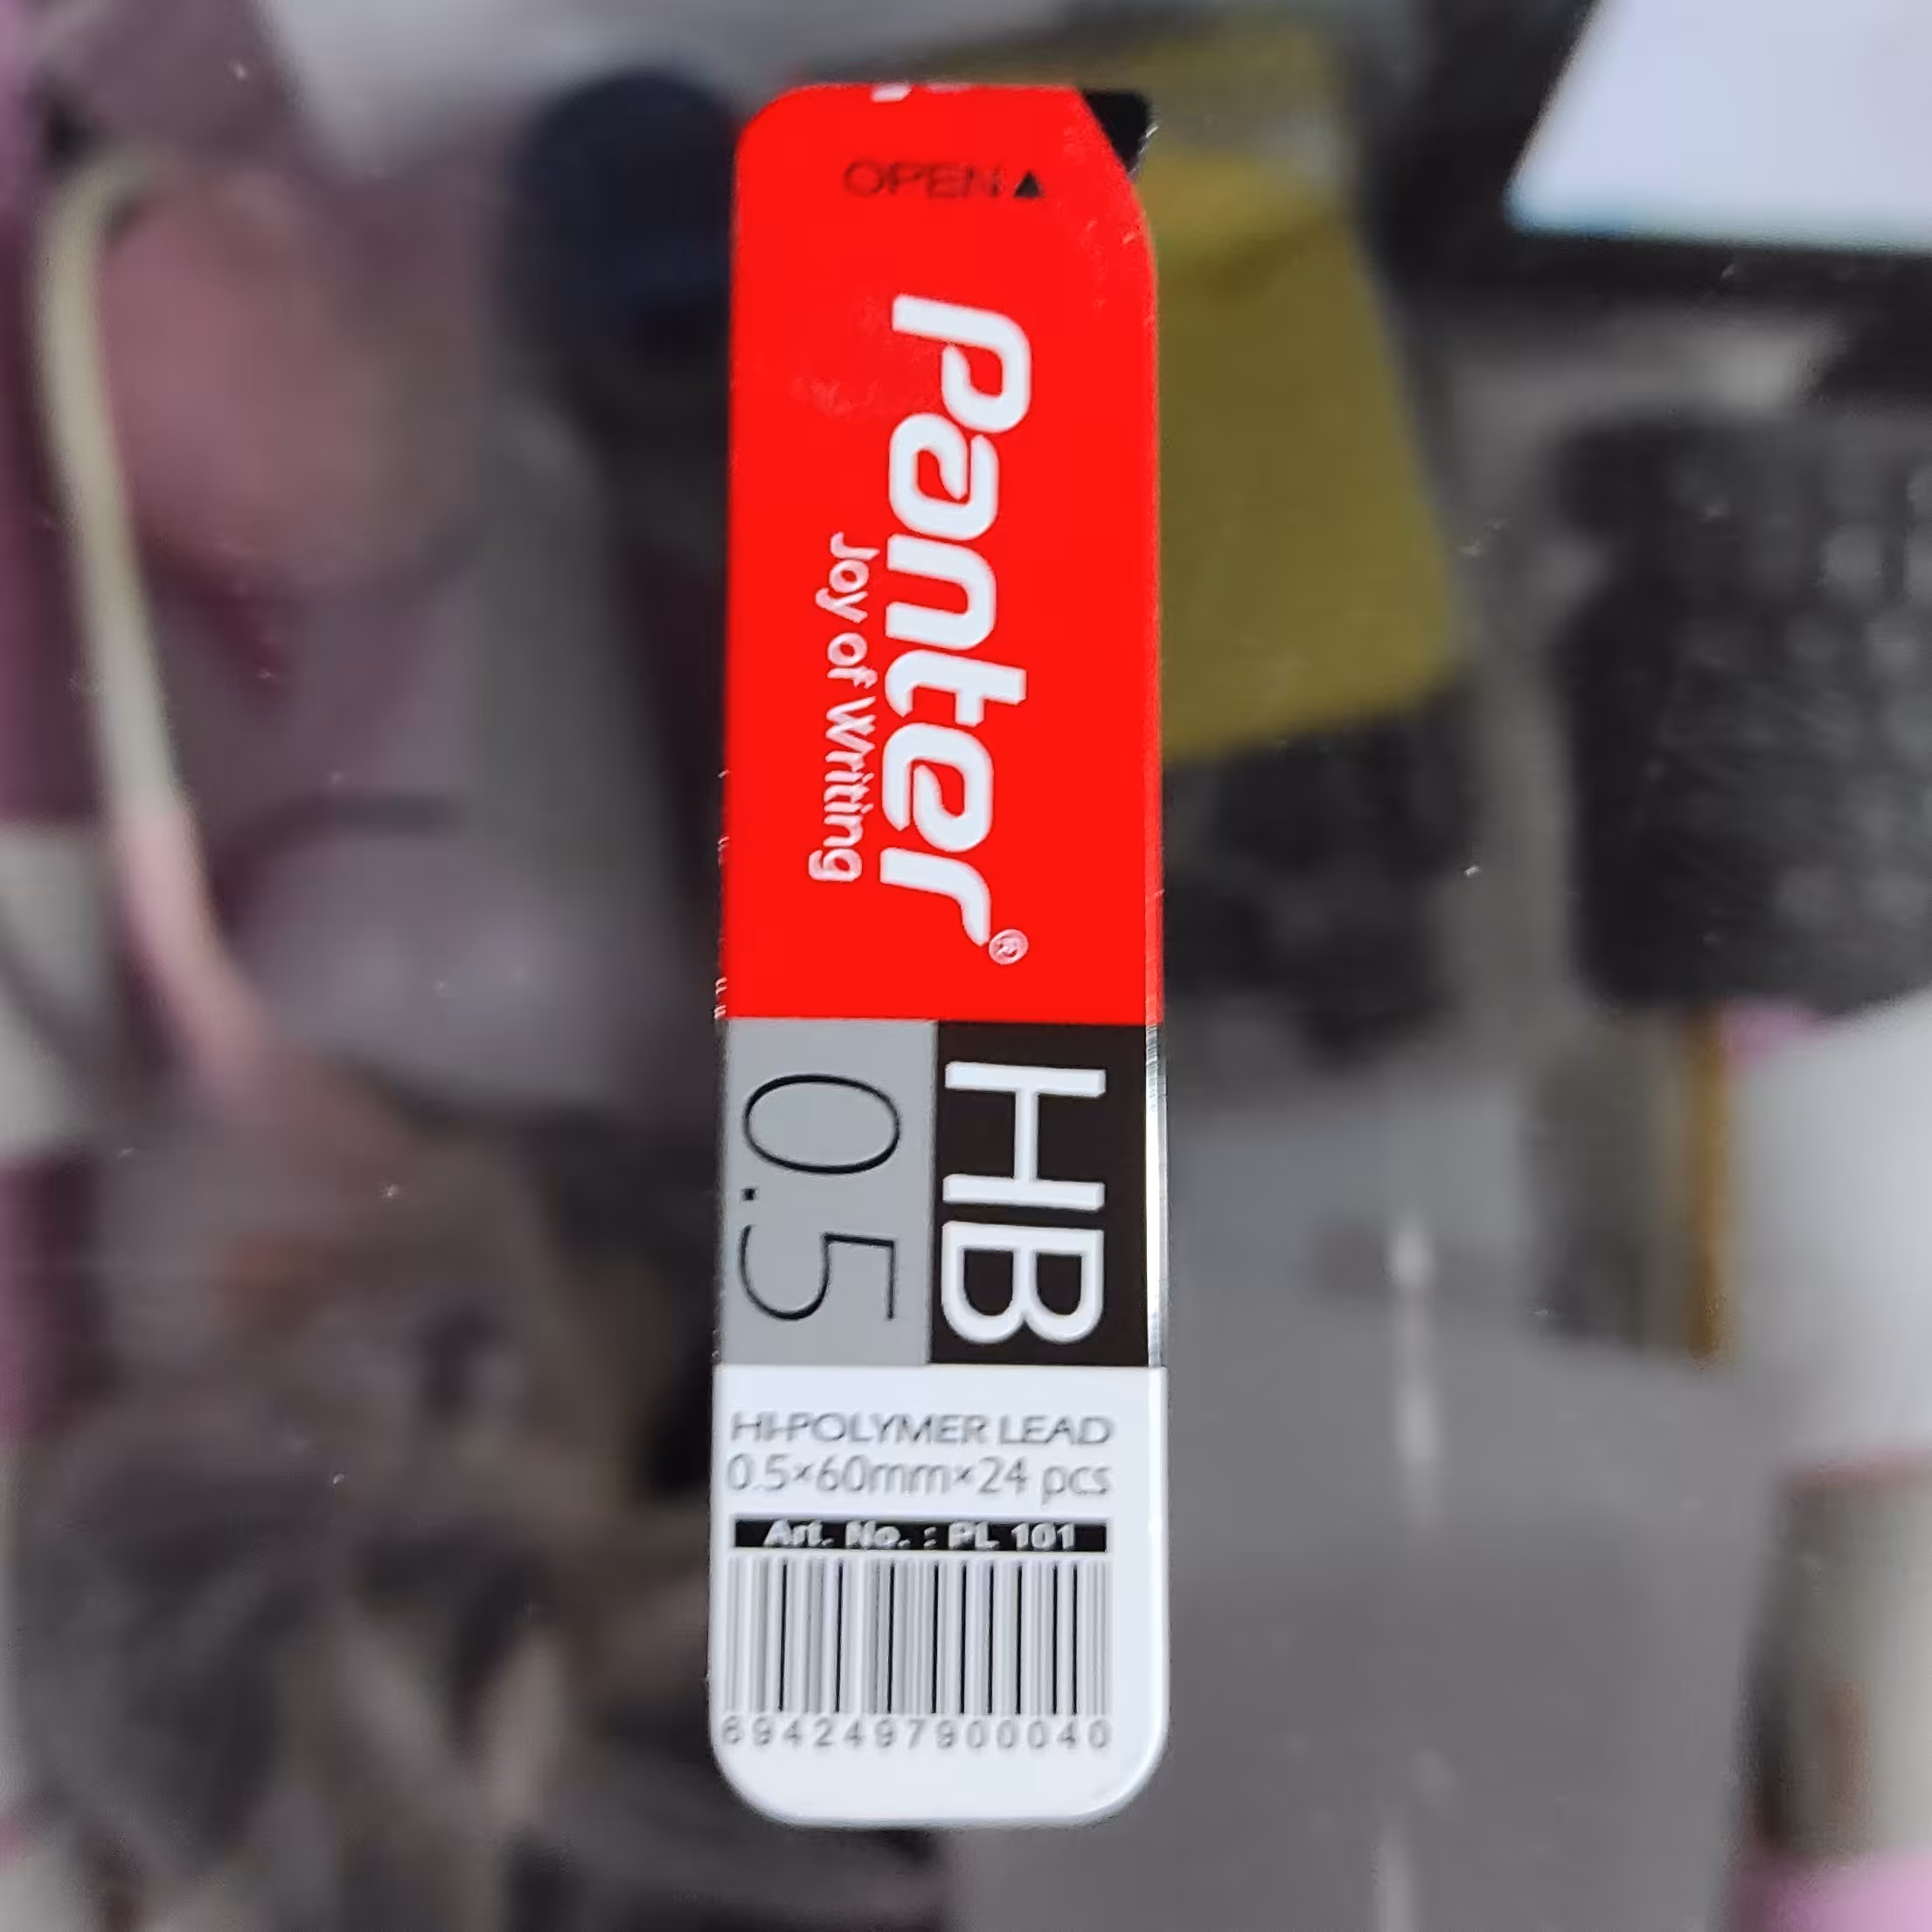 OPEN▲
Panter®
Joy of Writing
HB
0.5
HI-POLYMER LEAD
0.5×60mm×24 pcs
Art. No. : PL 101
6942497900040